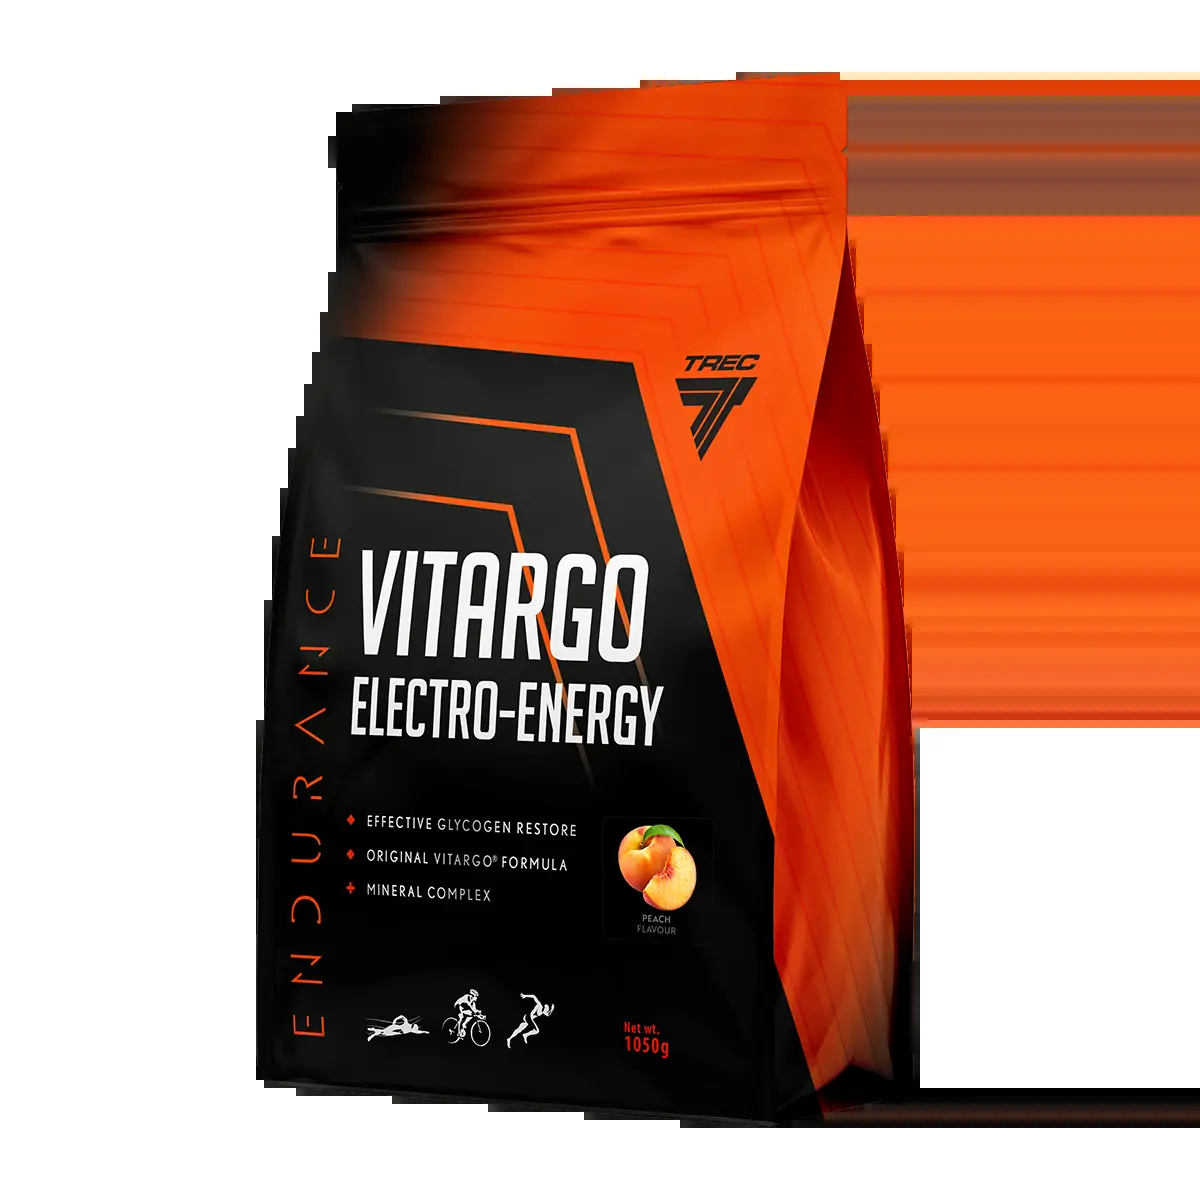 TREC
ENDURANCE
VITARGO
ELECTRO-ENERGY
EFFECTIVE GLYCOGEN RESTORE
ORIGINAL VITARGO® FORMULA
MINERAL COMPLEX
PEACH
FLAVOUR
Net wt.
1050g